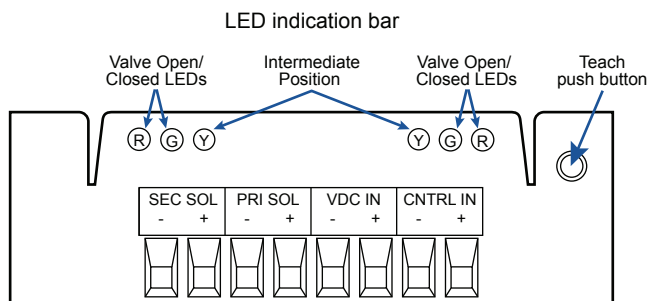 LED indication bar
Valve Open/
Closed LEDs
Intermediate
Position
Valve Open/
Closed LEDs
Teach
push button
R G Y Y G R
SEC SOL PRI SOL VDC IN CNTRL IN
- + - + - + - +